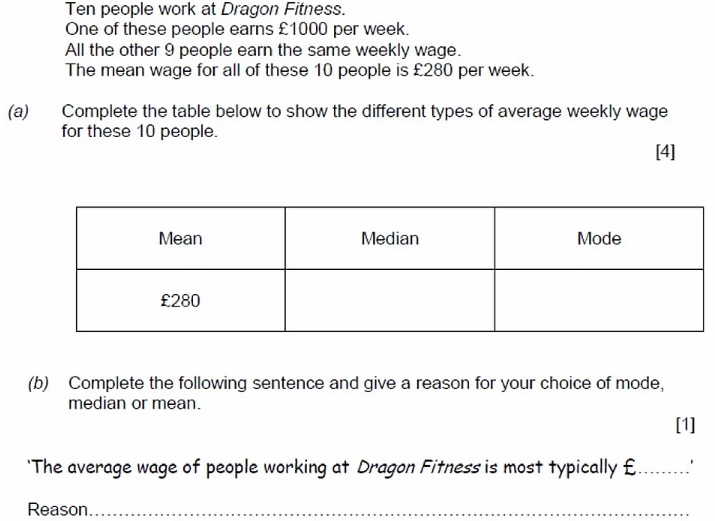 Ten people work at Dragon Fitness.
One of these people earns £1000 per week.
All the other 9 people earn the same weekly wage.
The mean wage for all of these 10 people is £280 per week.
(a) Complete the table below to show the different types of average weekly wage
for these 10 people.
[4]
Mean Median Mode
£280
(b) Complete the following sentence and give a reason for your choice of mode,
median or mean.
[1]
'The average wage of people working at Dragon Fitness is most typically £.........'
Reason....................................................................................................